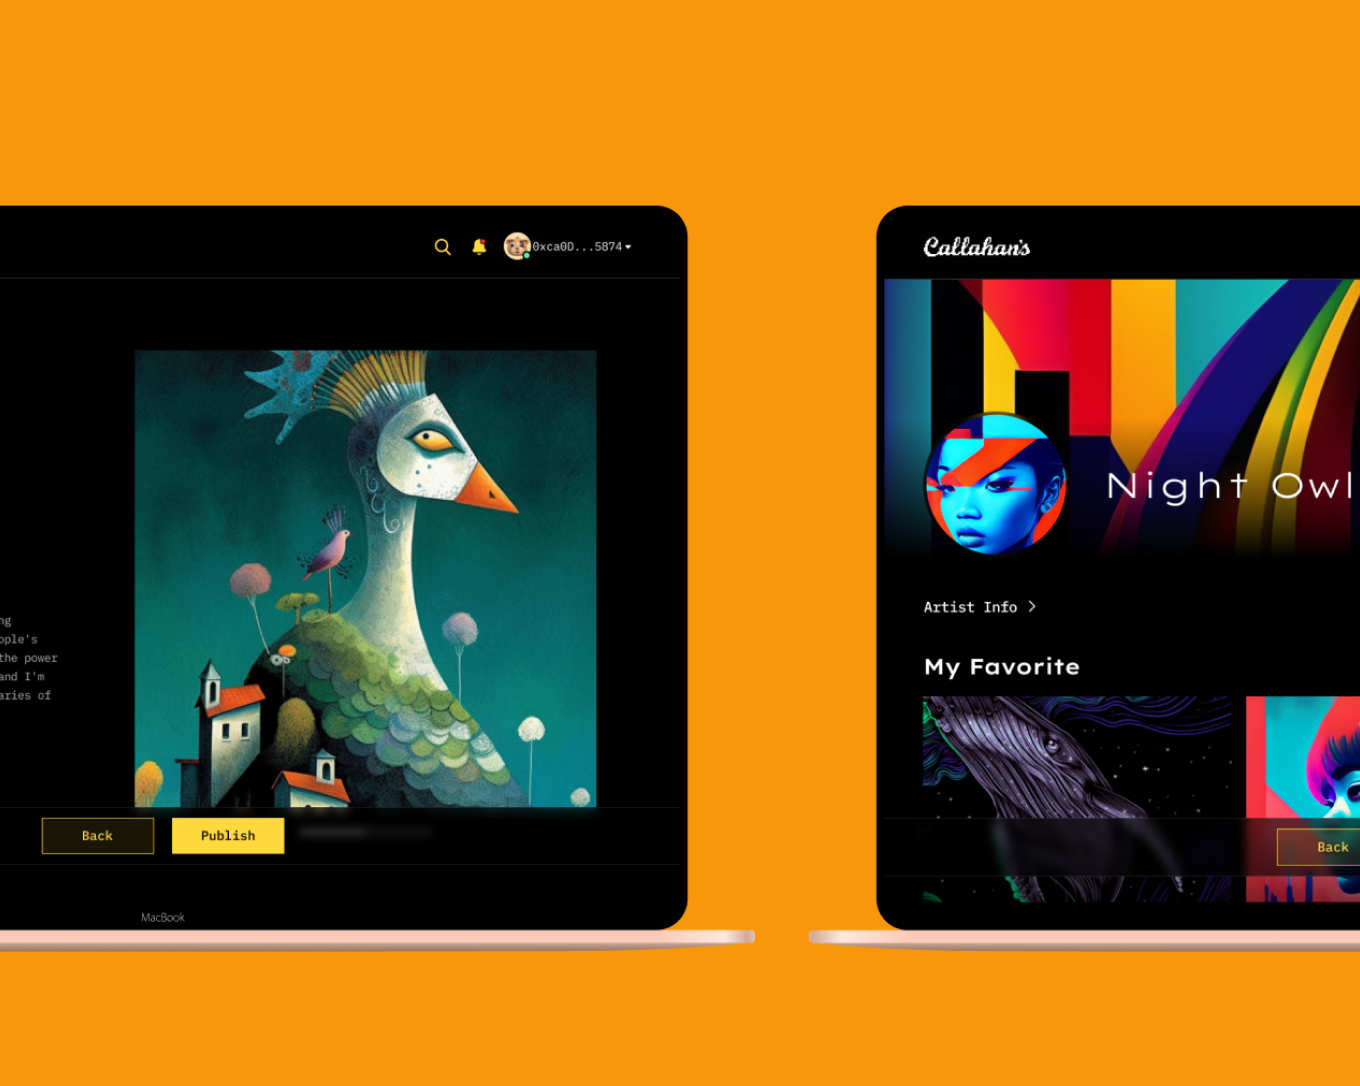 0xca0D...5874
ople's
the power
and I'm
aries of
Back
Publish
MacBook
Callahan's
Night Owl
Artist Info
My Favorite
Back